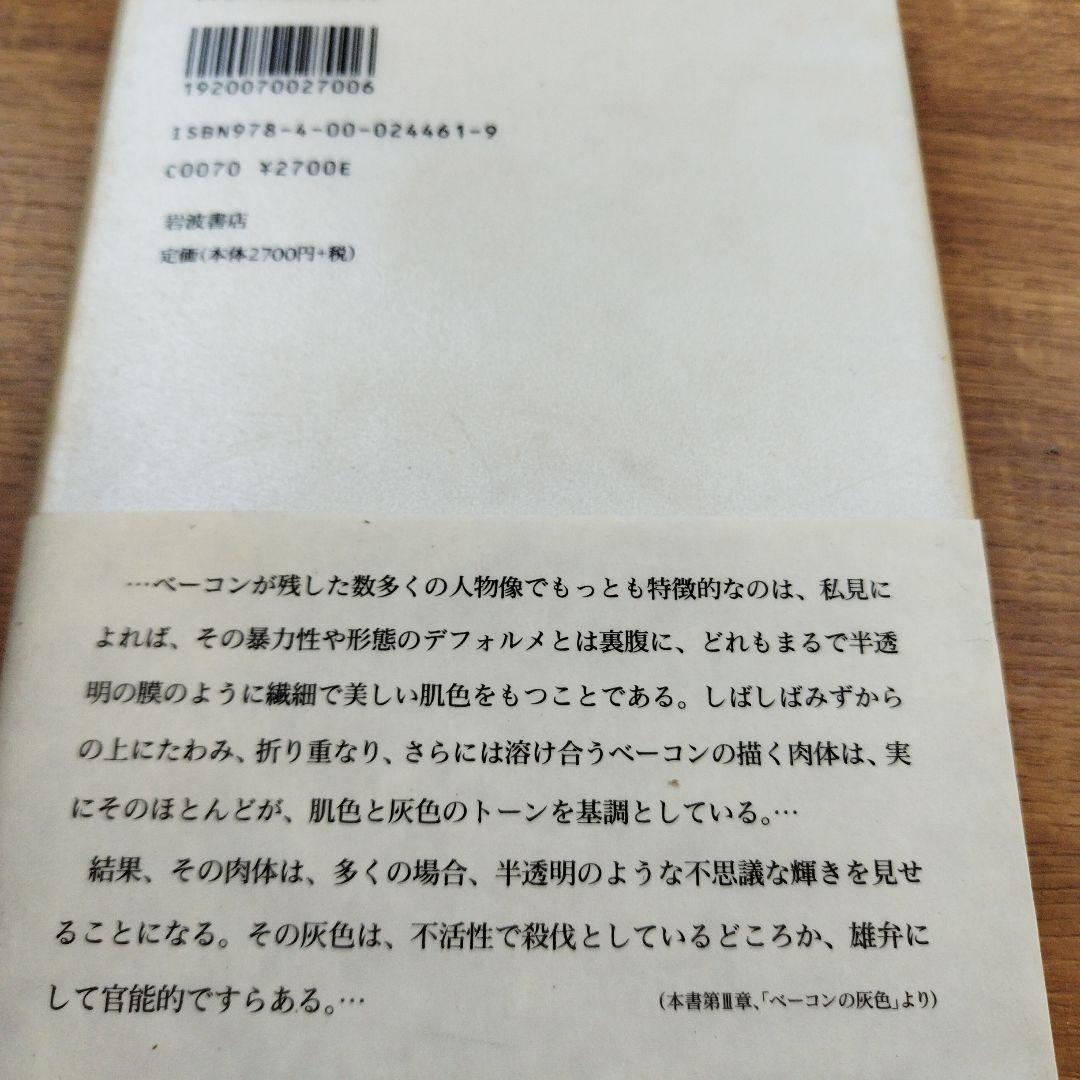 1920070027006
ISBN978-4-00-024461-9
C0070 ¥2700E
岩波書店
定価(本体2700円+税)
…ベーコンが残した数多くの人物像でもっとも特徴的なのは、私見に
よれば、その暴力性や形態のデフォルメとは裏腹に、どれもまるで半透
明の膜のように繊細で美しい肌色をもつことである。しばしばみずから
の上にたわみ、折り重なり、さらには溶け合うベーコンの描く肉体は、実
にそのほとんどが、肌色と灰色のトーンを基調としている。…
結果、その肉体は、多くの場合、半透明のような不思議な輝きを見せ
ることになる。その灰色は、不活性で殺伐としているどころか、雄弁に
して官能的ですらある。…
(本書第Ⅲ章、「ベーコンの灰色」より)